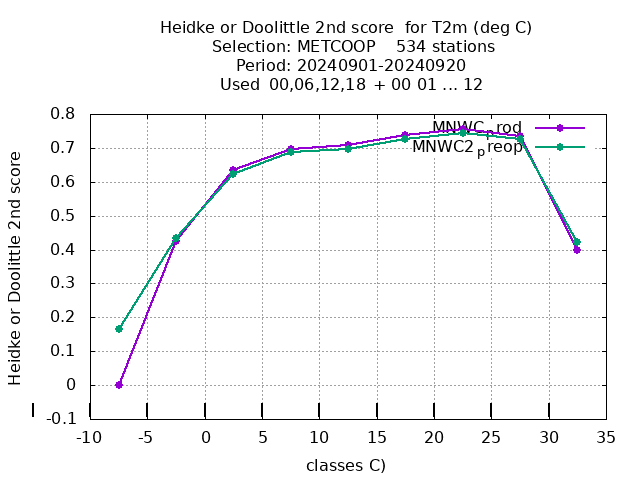 Heidke or Doolittle 2nd score for T2m (deg C)
Selection: METCOOP 534 stations
Period: 20240901-20240920
Used 00,06,12,18 + 00 01 ... 12
MNWC_prod
MNWC2_preop
Heidke or Doolittle 2nd score
0.8
0.7
0.6
0.5
0.4
0.3
0.2
0.1
0
-0.1
-10 -5 0 5 10 15 20 25 30 35
classes C)